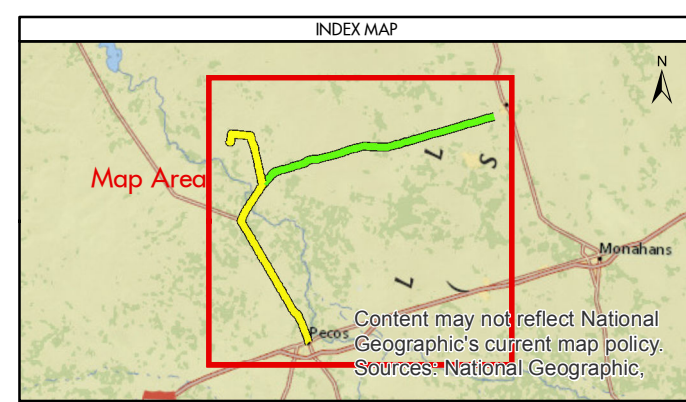 INDEX MAP
N
Map Area
L
S
Monahans
L
(
Content may not reflect National
Pecos
Geographic's current map policy.
Sources: National Geographic,